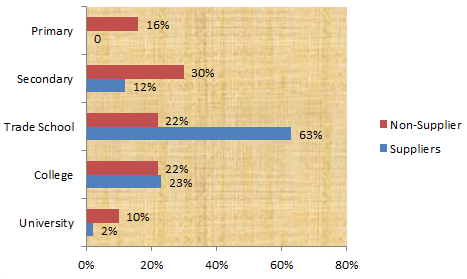 Primary
16%
0
Secondary
30%
12%
Trade School
22%
63%
College
22%
23%
University
10%
2%
0% 20% 40% 60% 80%
Non-Supplier
Suppliers